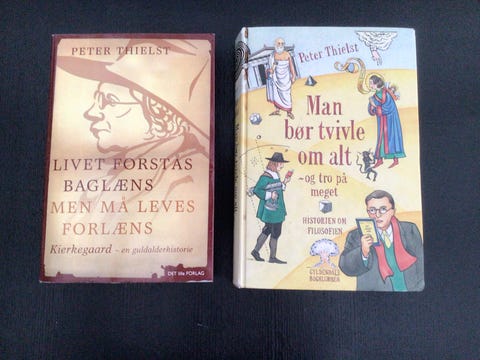 PETER THIELST
LIVET FORSTÅS
BAGLÆNS
MEN MÅ LEVES
FORLÆNS
Kierkegaard – en guldalderhistorie
DET lille FORLAG
Peter Thielst
Man
bør tvivle
om alt
– og tro på
meget
HISTORIEN OM
FILOSOFIEN
GYLDENDALS
BOGKLUBBER